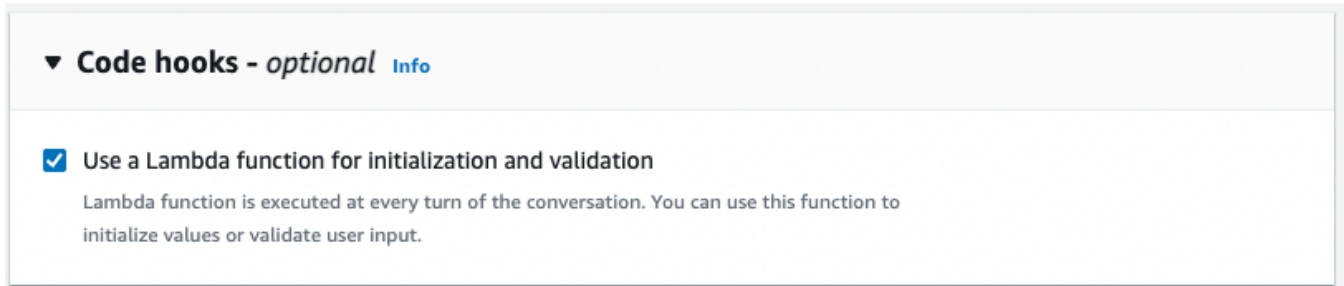 Code hooks - optional Info
Use a Lambda function for initialization and validation
Lambda function is executed at every turn of the conversation. You can use this function to
initialize values or validate user input.